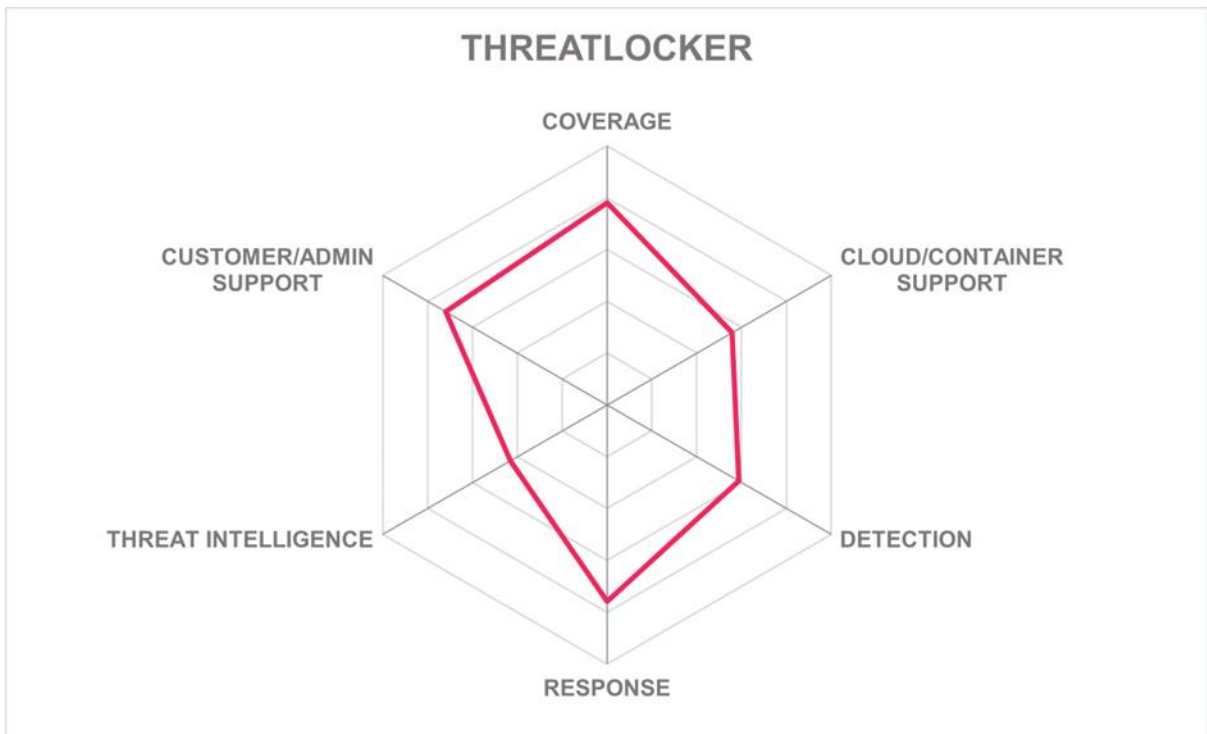 THREATLOCKER
COVERAGE
CUSTOMER/ADMIN
SUPPORT
CLOUD/CONTAINER
SUPPORT
THREAT INTELLIGENCE
DETECTION
RESPONSE